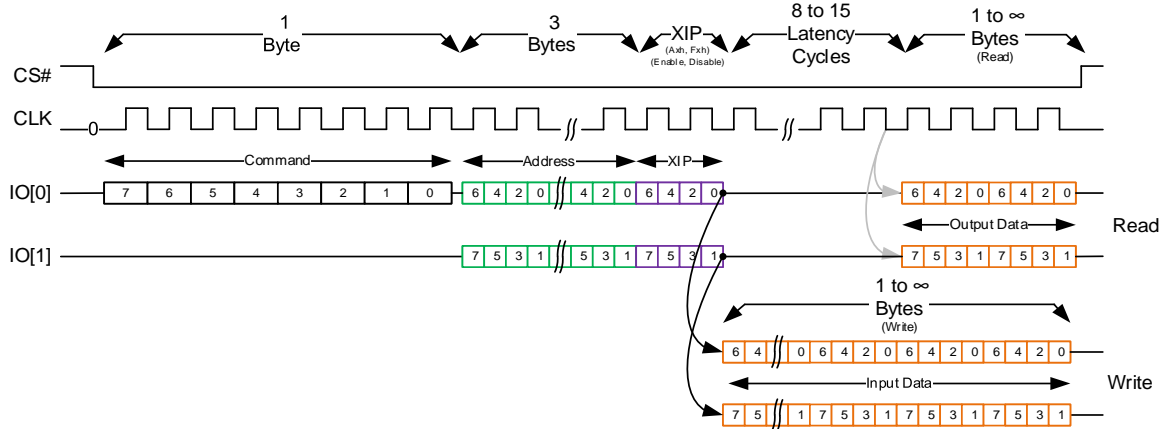 1 Byte
3 Bytes
XIP (Axh, Fxh) (Enable, Disable)
8 to 15 Latency Cycles
1 to ∞ Bytes (Read)
CS#
CLK 0
Command Address XIP
IO[0] 7 6 5 4 3 2 1 0 6 4 2 0 4 2 0 6 4 2 0 6 4 2 0 6 4 2 0
Output Data Read
IO[1] 7 5 3 1 5 3 1 7 5 3 1 7 5 3 1 7 5 3 1
1 to ∞ Bytes (Write)
6 4 0 6 4 2 0 6 4 2 0 6 4 2 0
Input Data Write
7 5 1 7 5 3 1 7 5 3 1 7 5 3 1